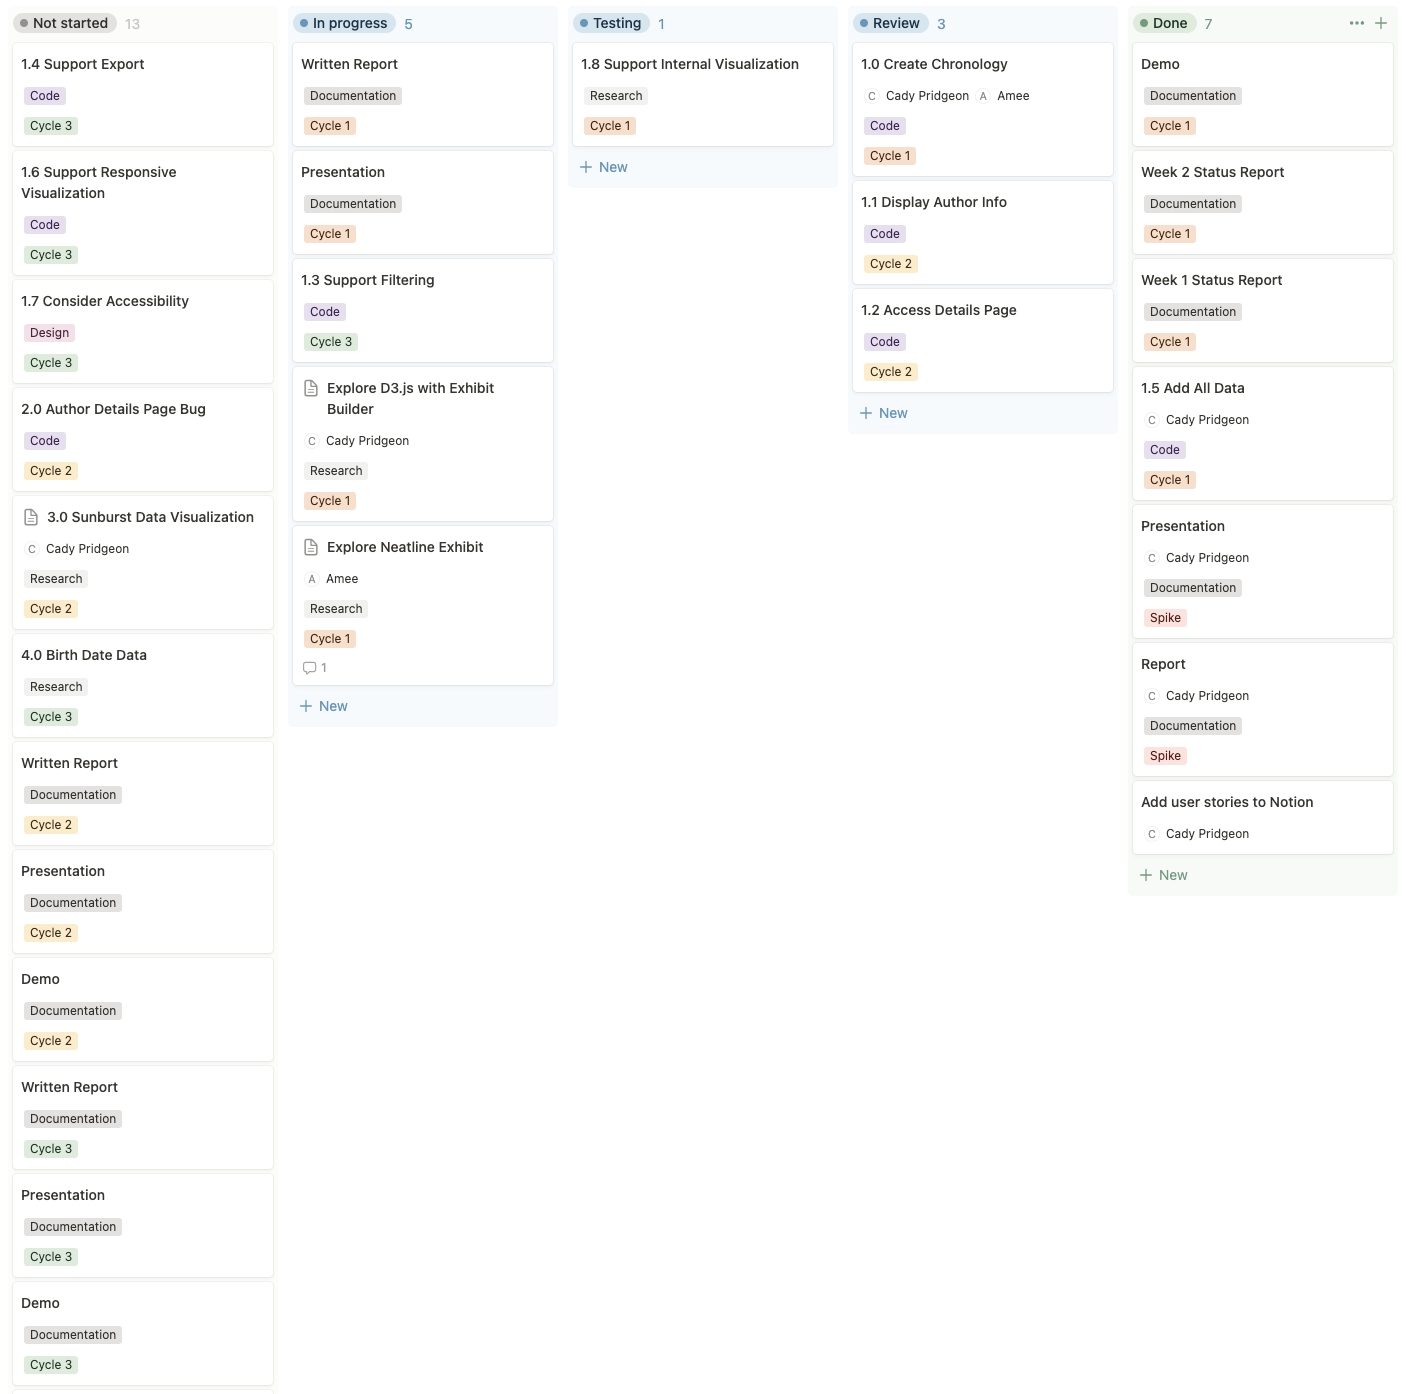 Not started 13
1.4 Support Export
Code
Cycle 3
1.6 Support Responsive
Visualization
Code
Cycle 3
1.7 Consider Accessibility
Design
Cycle 3
2.0 Author Details Page Bug
Code
Cycle 2
3.0 Sunburst Data Visualization
C Cady Pridgeon
Research
Cycle 2
4.0 Birth Date Data
Research
Cycle 3
Written Report
Documentation
Cycle 2
Presentation
Documentation
Cycle 2
Demo
Documentation
Cycle 2
Written Report
Documentation
Cycle 3
Presentation
Documentation
Cycle 3
Demo
Documentation
Cycle 3
In progress 5
Written Report
Documentation
Cycle 1
Presentation
Documentation
Cycle 1
1.3 Support Filtering
Code
Cycle 3
Explore D3.js with Exhibit
Builder
C Cady Pridgeon
Research
Cycle 1
Explore Neatline Exhibit
A Amee
Research
Cycle 1
1
+ New
Testing 1
1.8 Support Internal Visualization
Research
Cycle 1
+ New
Review 3
1.0 Create Chronology
C Cady Pridgeon A Amee
Code
Cycle 1
1.1 Display Author Info
Code
Cycle 2
1.2 Access Details Page
Code
Cycle 2
+ New
Done 7 ... +
Demo
Documentation
Cycle 1
Week 2 Status Report
Documentation
Cycle 1
Week 1 Status Report
Documentation
Cycle 1
1.5 Add All Data
C Cady Pridgeon
Code
Cycle 1
Presentation
C Cady Pridgeon
Documentation
Spike
Report
C Cady Pridgeon
Documentation
Spike
Add user stories to Notion
C Cady Pridgeon
+ New